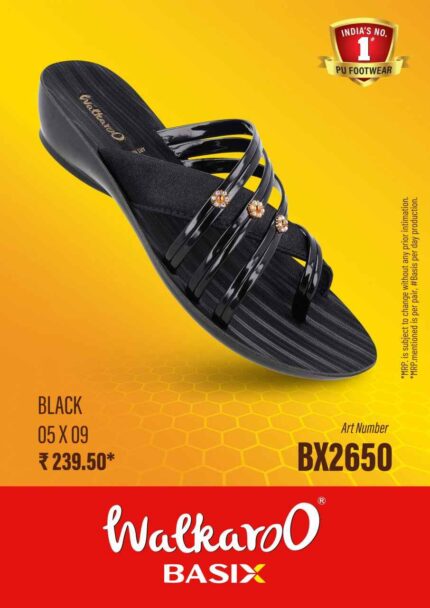 INDIA'S NO.
1#
PU FOOTWEAR
WalkaroO
*MRP. is subject to change without any prior intimation.
*MRP.mentioned is per pair, #Basis per day production.
BLACK
05 X 09
₹ 239.50*
Art Number
BX2650
WalkaroO®
BASIX